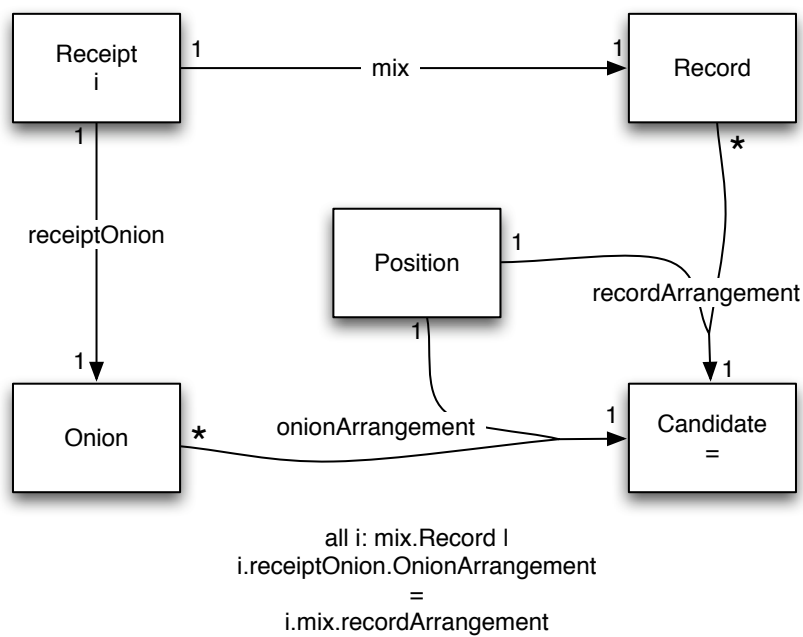 Receipt
i
1
mix
1
Record
1
*
receiptOnion
Position
1
recordArrangement
1
1
1
Onion
*
onionArrangement
1
Candidate
=
all i: mix.Record |
i.receiptOnion.OnionArrangement
=
i.mix.recordArrangement